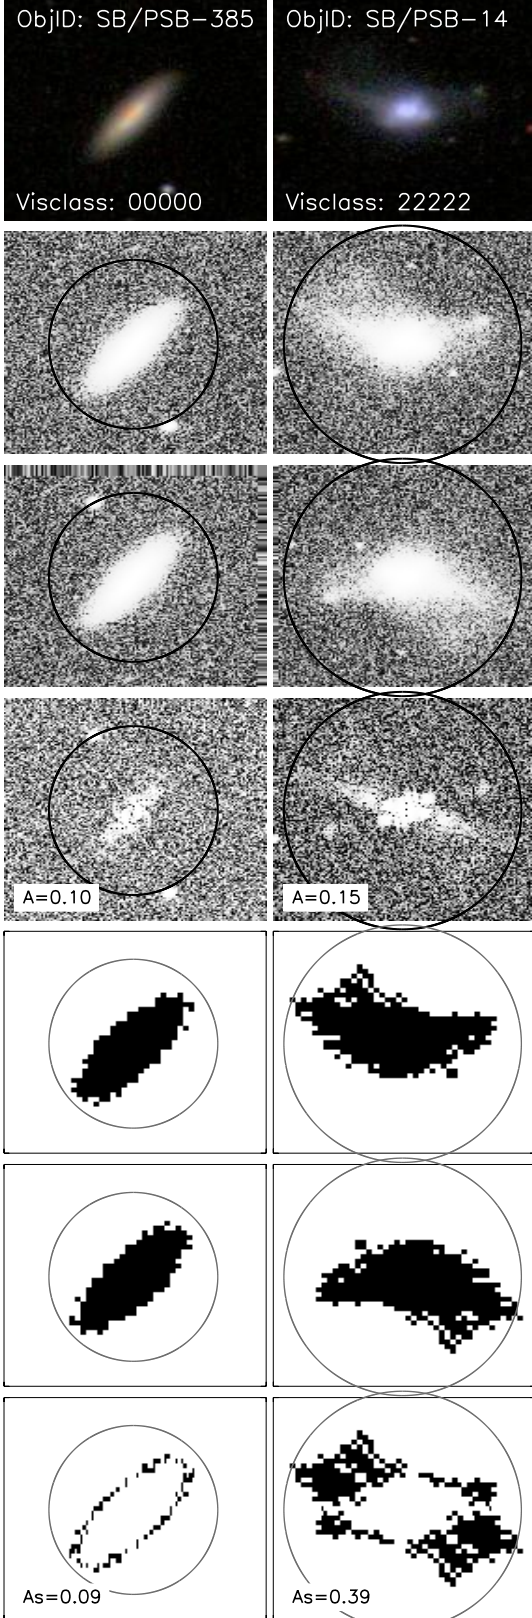 ObjID: SB/PSB-385
ObjID: SB/PSB-14
Visclass: 00000
Visclass: 22222
A=0.10
A=0.15
As=0.09
As=0.39